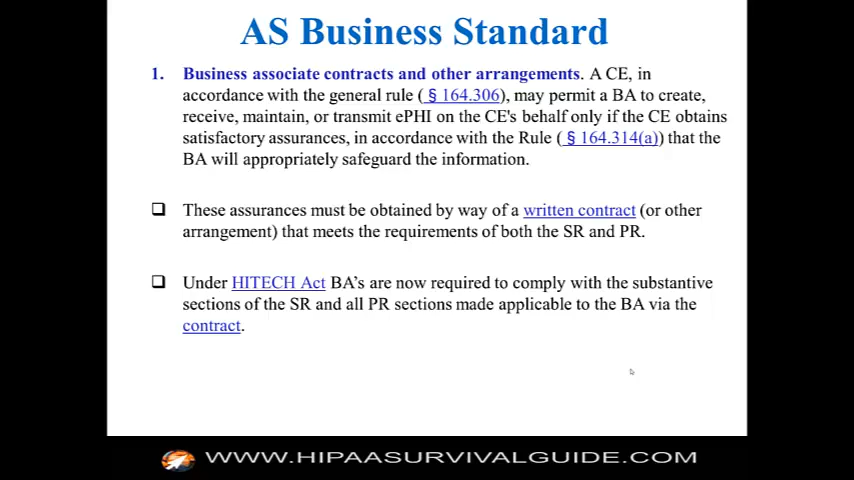 AS Business Standard
1. Business associate contracts and other arrangements. A CE, in
accordance with the general rule ( § 164.306), may permit a BA to create,
receive, maintain, or transmit ePHI on the CE's behalf only if the CE obtains
satisfactory assurances, in accordance with the Rule ( § 164.314(a)) that the
BA will appropriately safeguard the information.
❑ These assurances must be obtained by way of a written contract (or other
arrangement) that meets the requirements of both the SR and PR.
❑ Under HITECH Act BA’s are now required to comply with the substantive
sections of the SR and all PR sections made applicable to the BA via the
contract.
WWW.HIPAASURVIVALGUIDE.COM